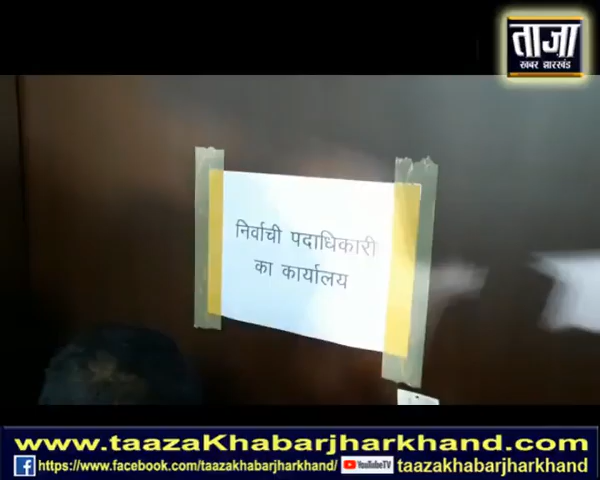 ताज़ा
खबर झारखंड
निर्वाची पदाधिकारी
का कार्यालय
www.taazaKhabarjharkhand.com
https://www.facebook.com/taazakhabarjharkhand/ YouTubeTV taazakhabarjharkhand